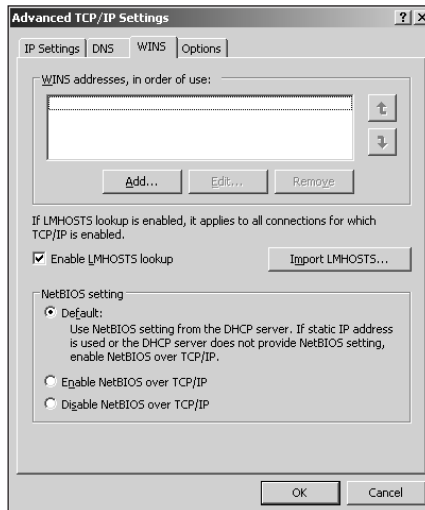 Advanced TCP/IP Settings
IP Settings DNS WINS Options
WINS addresses, in order of use:
Add... Edit... Remove
If LMHOSTS lookup is enabled, it applies to all connections for which
TCP/IP is enabled.
Enable LMHOSTS lookup Import LMHOSTS...
NetBIOS setting
Default:
Use NetBIOS setting from the DHCP server. If static IP address
is used or the DHCP server does not provide NetBIOS setting,
enable NetBIOS over TCP/IP.
Enable NetBIOS over TCP/IP
Disable NetBIOS over TCP/IP
OK Cancel